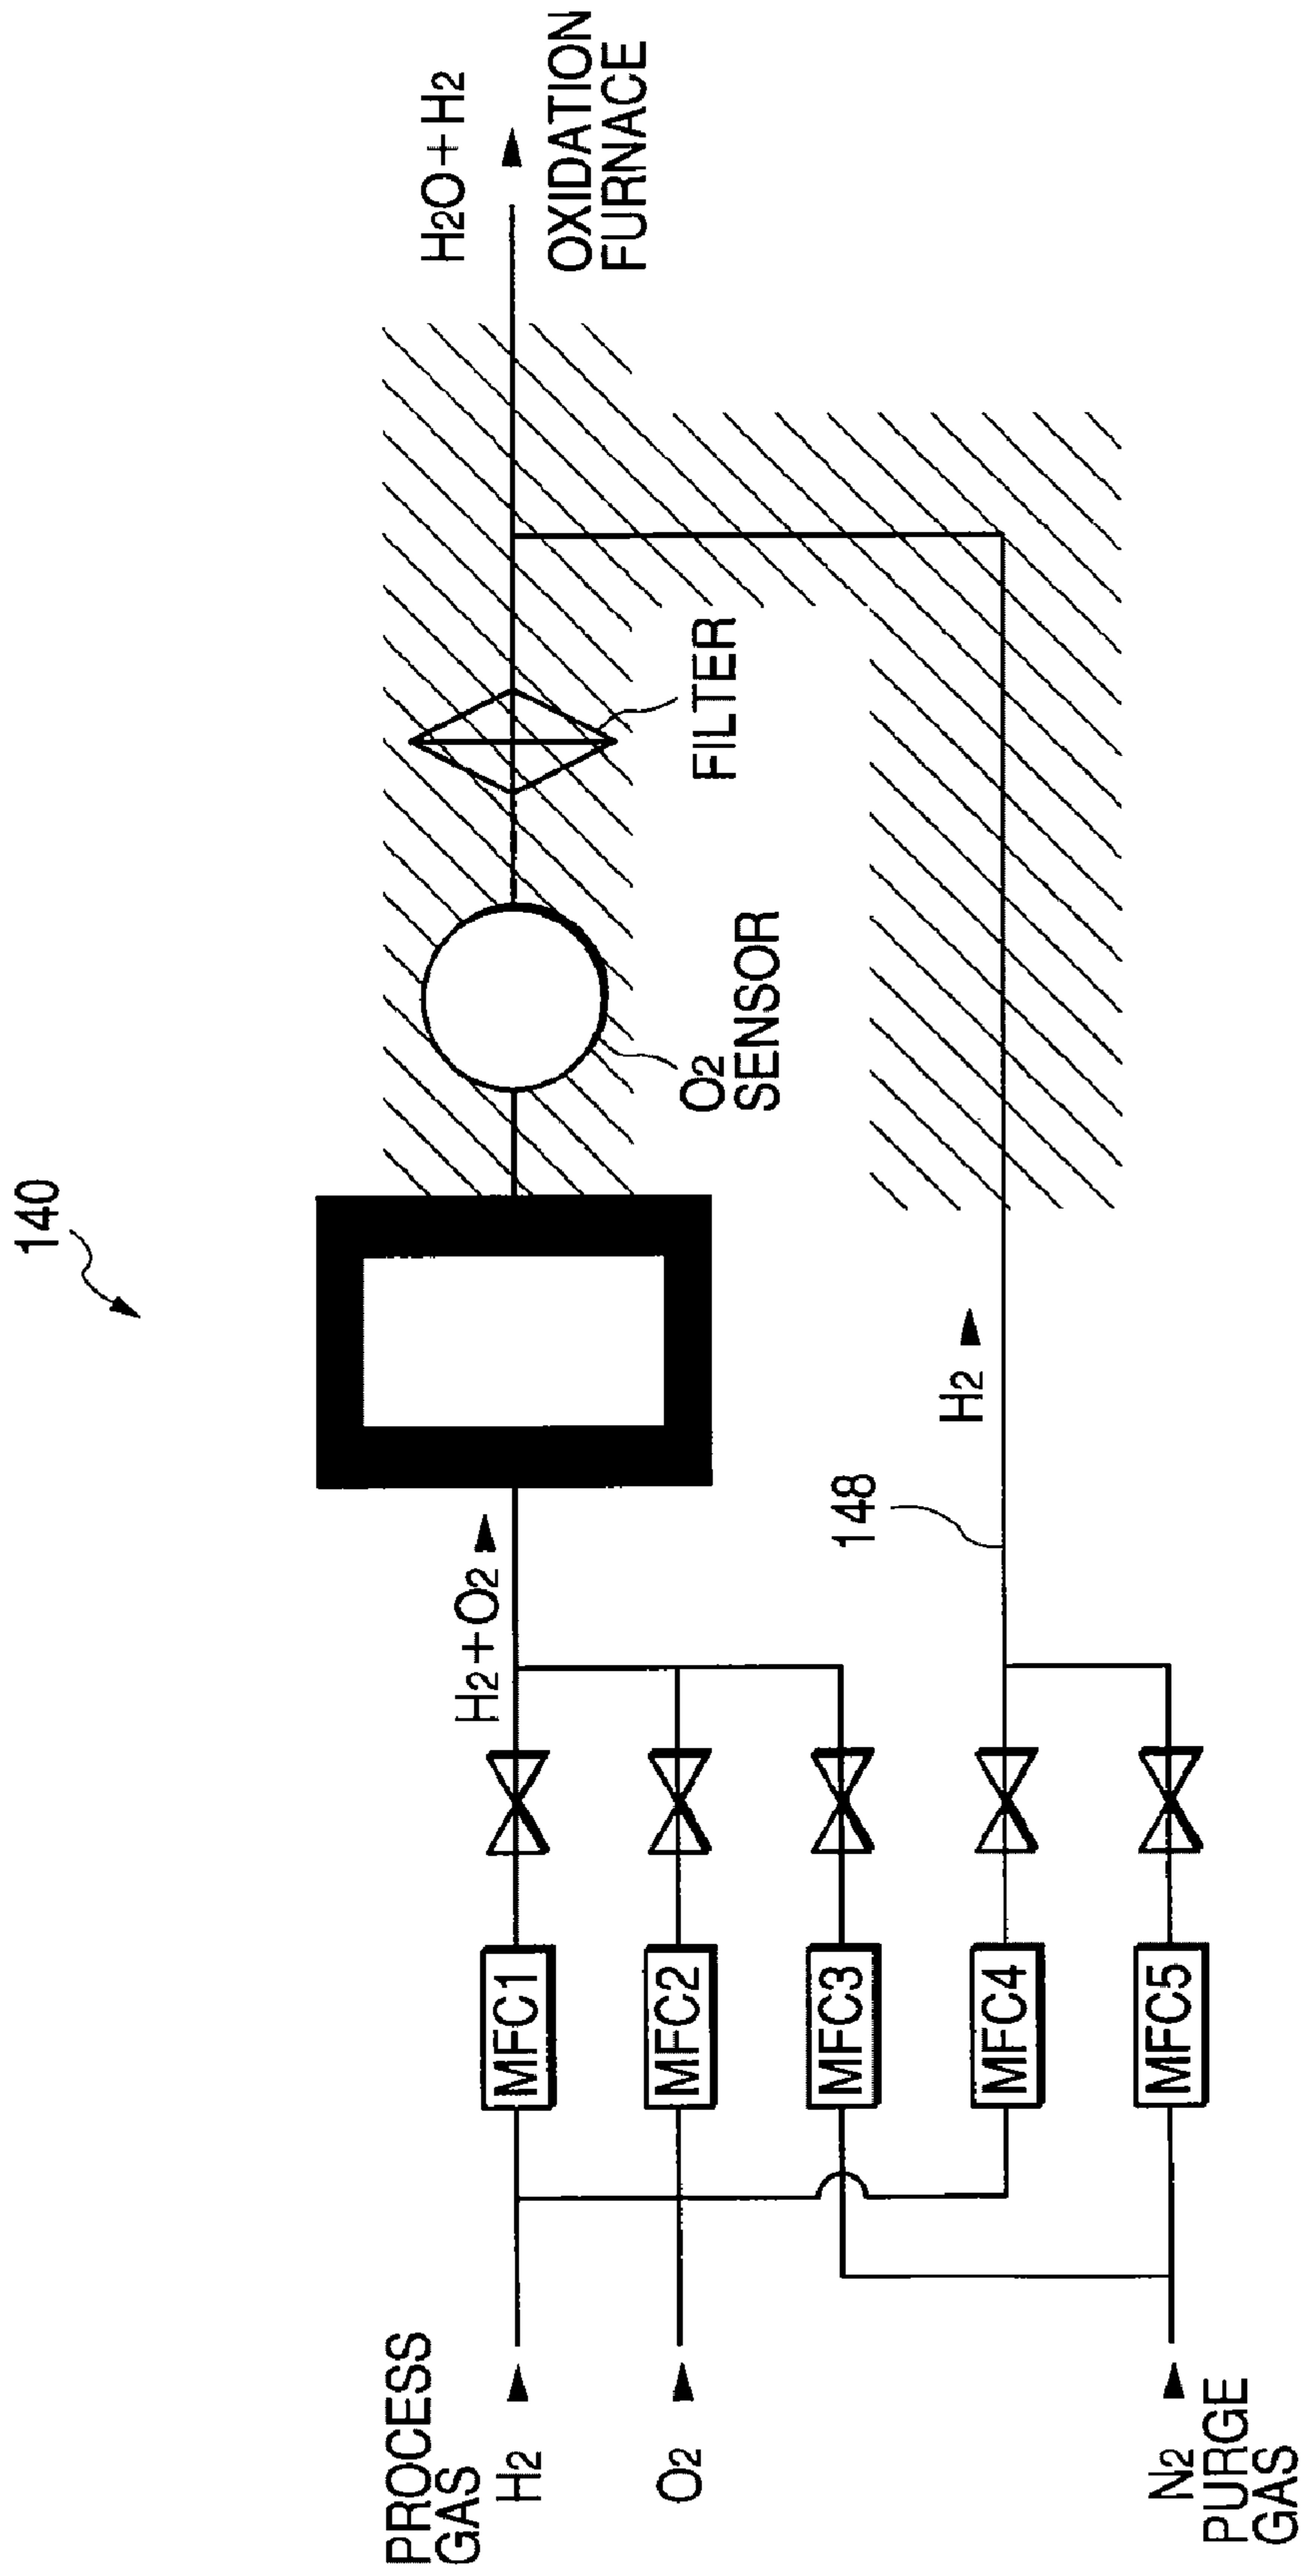 140
PROCESS
GAS
H2
O2
N2
PURGE
GAS
MFC1
MFC2
MFC3
MFC4
MFC5
H2+O2
148
H2
O2
SENSOR
FILTER
H2O+H2
OXIDATION
FURNACE